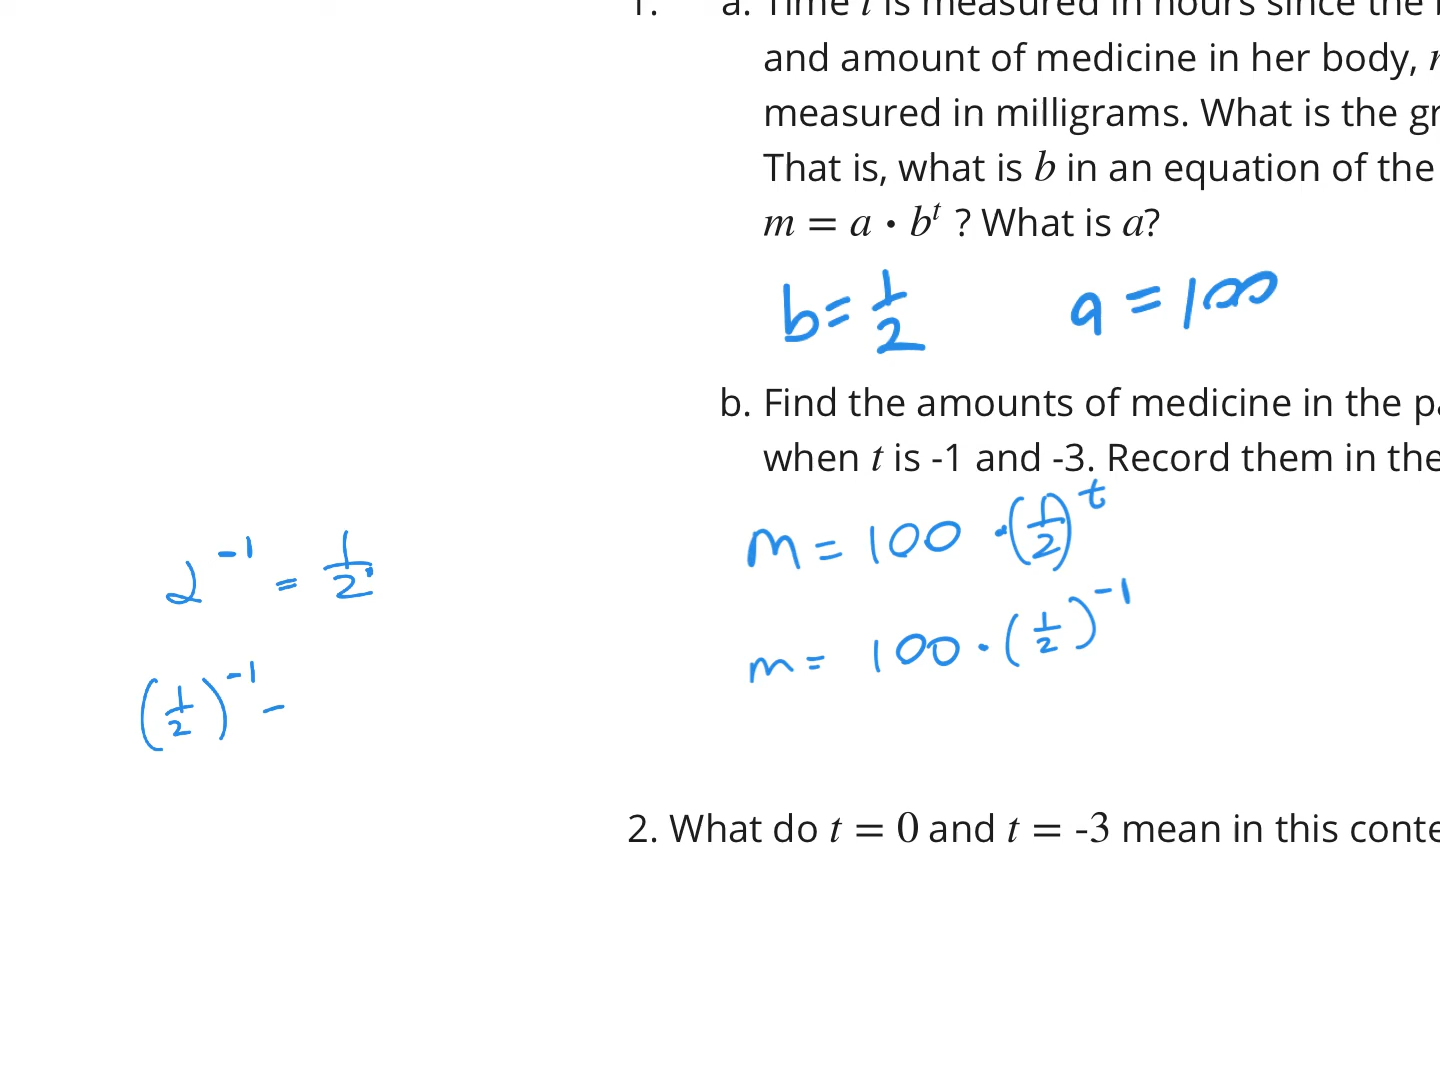 1. a. Time t is measured in hours since the
and amount of medicine in her body,
measured in milligrams. What is the
That is, what is b in an equation of the
m = a · b^t ? What is a?
b = 1/2 a = 100
b. Find the amounts of medicine in the
when t is -1 and -3. Record them in the
m = 100 · (1/2)^t
2^-1 = 1/2
m = 100 · (1/2)^-1
(1/2)^-1 -
2. What do t = 0 and t = -3 mean in this